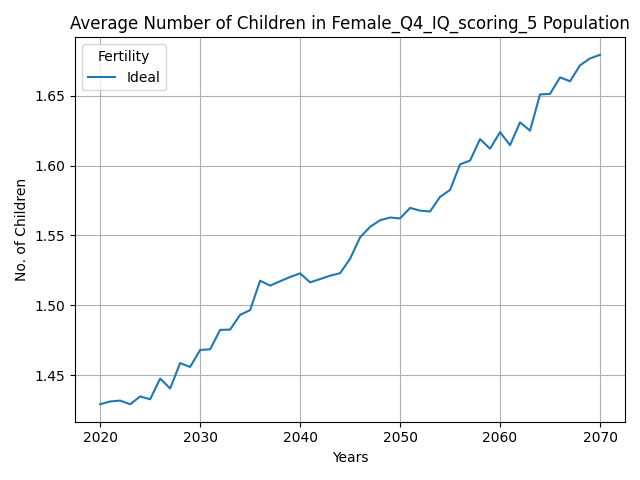 Average Number of Children in Female_Q4_IQ_scoring_5 Population
Fertility
Ideal
1.65
1.60
1.55
1.50
1.45
No. of Children
2020 2030 2040 2050 2060 2070
Years